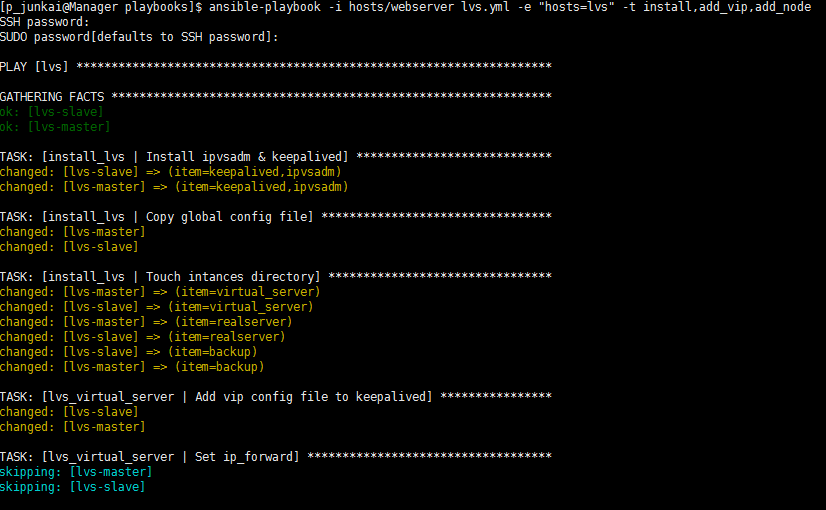 [p_junkai@Manager playbooks]$ ansible-playbook -i hosts/webserver lvs.yml -e "hosts=lvs" -t install,add_vip,add_node
SSH password:
SUDO password[defaults to SSH password]:
PLAY [lvs] ********************************************************************
GATHERING FACTS ***************************************************************
ok: [lvs-slave]
ok: [lvs-master]
TASK: [install_lvs | Install ipvsadm & keepalived] ****************************
changed: [lvs-slave] => (item=keepalived,ipvsadm)
changed: [lvs-master] => (item=keepalived,ipvsadm)
TASK: [install_lvs | Copy global config file] *********************************
changed: [lvs-master]
changed: [lvs-slave]
TASK: [install_lvs | Touch intances directory] ********************************
changed: [lvs-master] => (item=virtual_server)
changed: [lvs-slave] => (item=virtual_server)
changed: [lvs-master] => (item=realserver)
changed: [lvs-slave] => (item=realserver)
changed: [lvs-slave] => (item=backup)
changed: [lvs-master] => (item=backup)
TASK: [lvs_virtual_server | Add vip config file to keepalived] ****************
changed: [lvs-slave]
changed: [lvs-master]
TASK: [lvs_virtual_server | Set ip_forward] ***********************************
skipping: [lvs-master]
skipping: [lvs-slave]